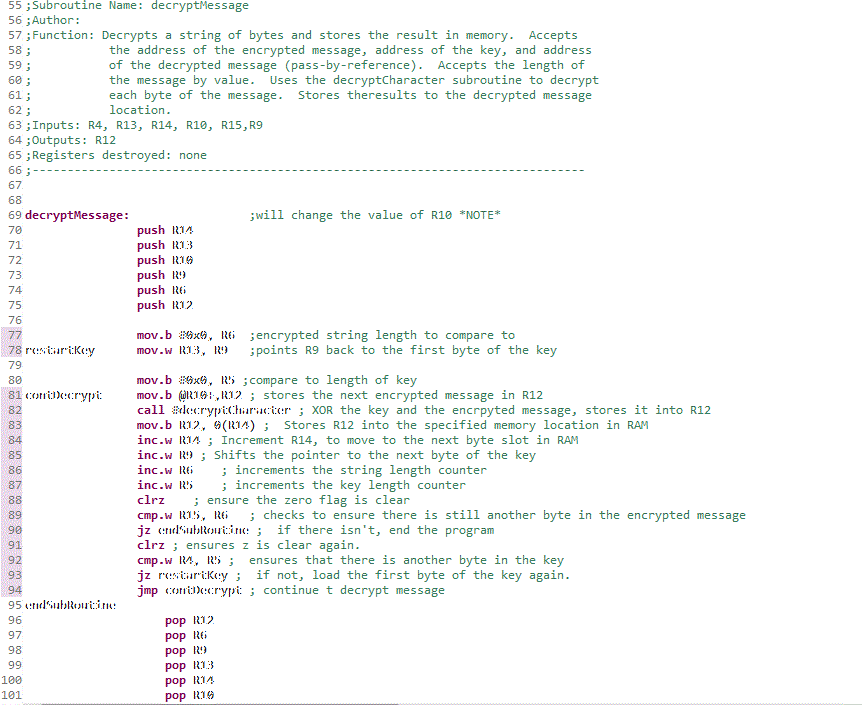 55 ;Subroutine Name: decryptMessage
56 ;Author:
57 ;Function: Decrypts a string of bytes and stores the result in memory.  Accepts
58 ;           the address of the encrypted message, address of the key, and address
59 ;           of the decrypted message (pass-by-reference).  Accepts the length of
60 ;           the message by value.  Uses the decryptCharacter subroutine to decrypt
61 ;           each byte of the message.  Stores theresults to the decrypted message
62 ;           location.
63 ;Inputs: R4, R13, R14, R10, R15,R9
64 ;Outputs: R12
65 ;Registers destroyed: none
66 ;-------------------------------------------------------------------------------
67
68
69 decryptMessage:                 ;will change the value of R10 *NOTE*
70                 push R14
71                 push R13
72                 push R10
73                 push R9
74                 push R6
75                 push R12
76
77                 mov.b #0x0, R6  ;encrypted string length to compare to
78 restartKey      mov.w R13, R9   ;points R9 back to the first byte of the key
79
80                 mov.b #0x0, R5 ;compare to length of key
81 contDecrypt     mov.b @R10+,R12 ; stores the next encrypted message in R12
82                 call #decryptCharacter ; XOR the key and the encrpyted message, stores it into R12
83                 mov.b R12, 0(R14) ;  Stores R12 into the specified memory location in RAM
84                 inc.w R14 ; Increment R14, to move to the next byte slot in RAM
85                 inc.w R9 ; Shifts the pointer to the next byte of the key
86                 inc.w R6    ; increments the string length counter
87                 inc.w R5    ; increments the key length counter
88                 clrz    ; ensure the zero flag is clear
89                 cmp.w R15, R6   ; checks to ensure there is still another byte in the encrypted message
90                 jz endSubRoutine ;  if there isn't, end the program
91                 clrz ; ensures z is clear again.
92                 cmp.w R4, R5 ;  ensures that there is another byte in the key
93                 jz restartKey ;  if not, load the first byte of the key again.
94                 jmp contDecrypt ; continue t decrypt message
95 endSubRoutine
96                     pop R12
97                     pop R6
98                     pop R9
99                     pop R13
100                     pop R14
101                     pop R10